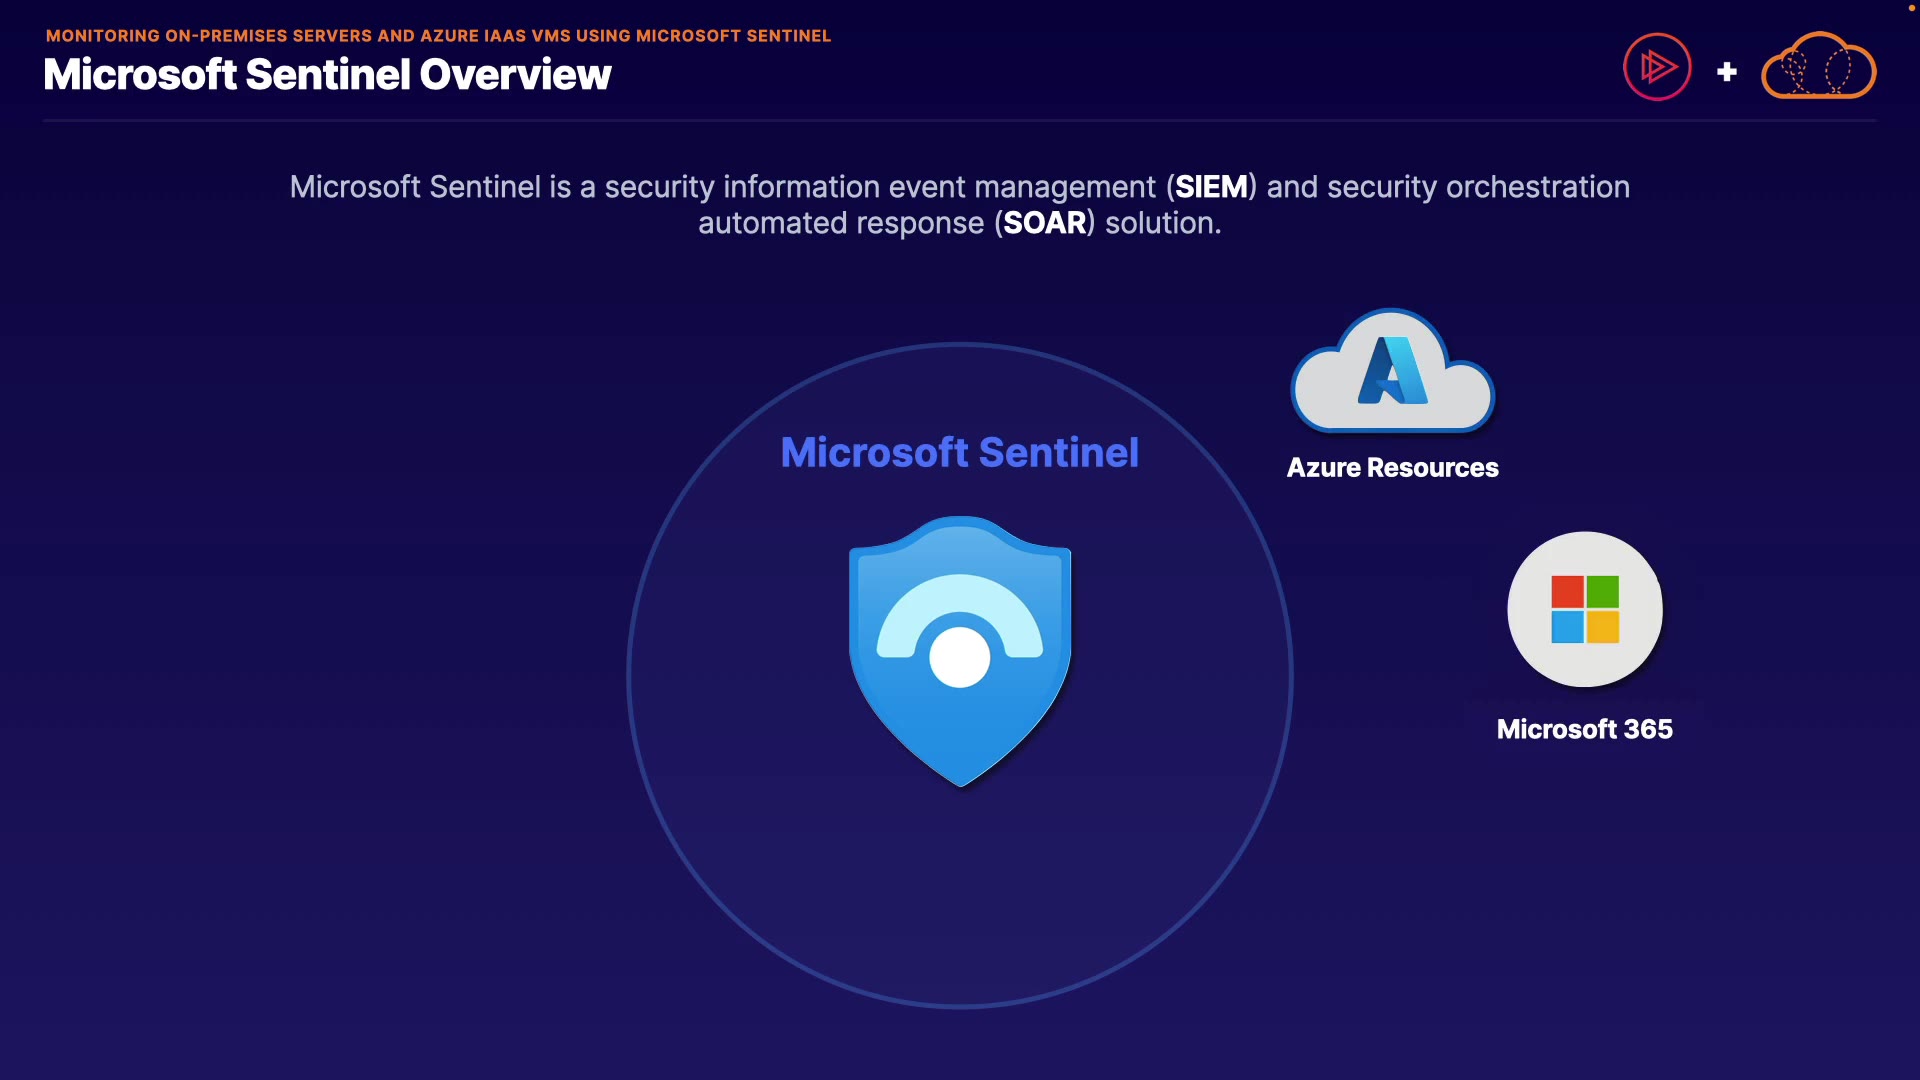 MONITORING ON-PREMISES SERVERS AND AZURE IAAS VMS USING MICROSOFT SENTINEL
Microsoft Sentinel Overview
Microsoft Sentinel is a security information event management (SIEM) and security orchestration
automated response (SOAR) solution.
Microsoft Sentinel
Azure Resources
Microsoft 365